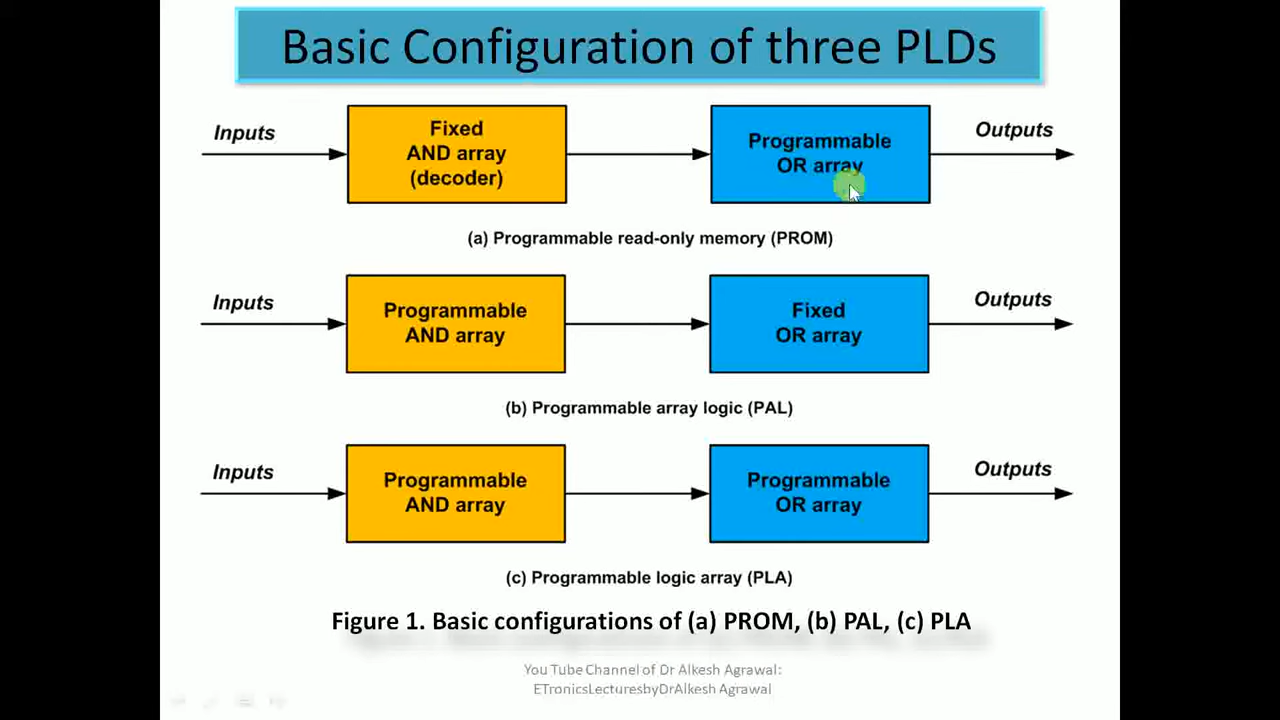 Basic Configuration of three PLDs
Inputs
Fixed
AND array
(decoder)
Programmable
OR array
Outputs
(a) Programmable read-only memory (PROM)
Inputs
Programmable
AND array
Fixed
OR array
Outputs
(b) Programmable array logic (PAL)
Inputs
Programmable
AND array
Programmable
OR array
Outputs
(c) Programmable logic array (PLA)
Figure 1. Basic configurations of (a) PROM, (b) PAL, (c) PLA
You Tube Channel of Dr Alkesh Agrawal:
ETronicsLecturesbyDrAlkesh Agrawal